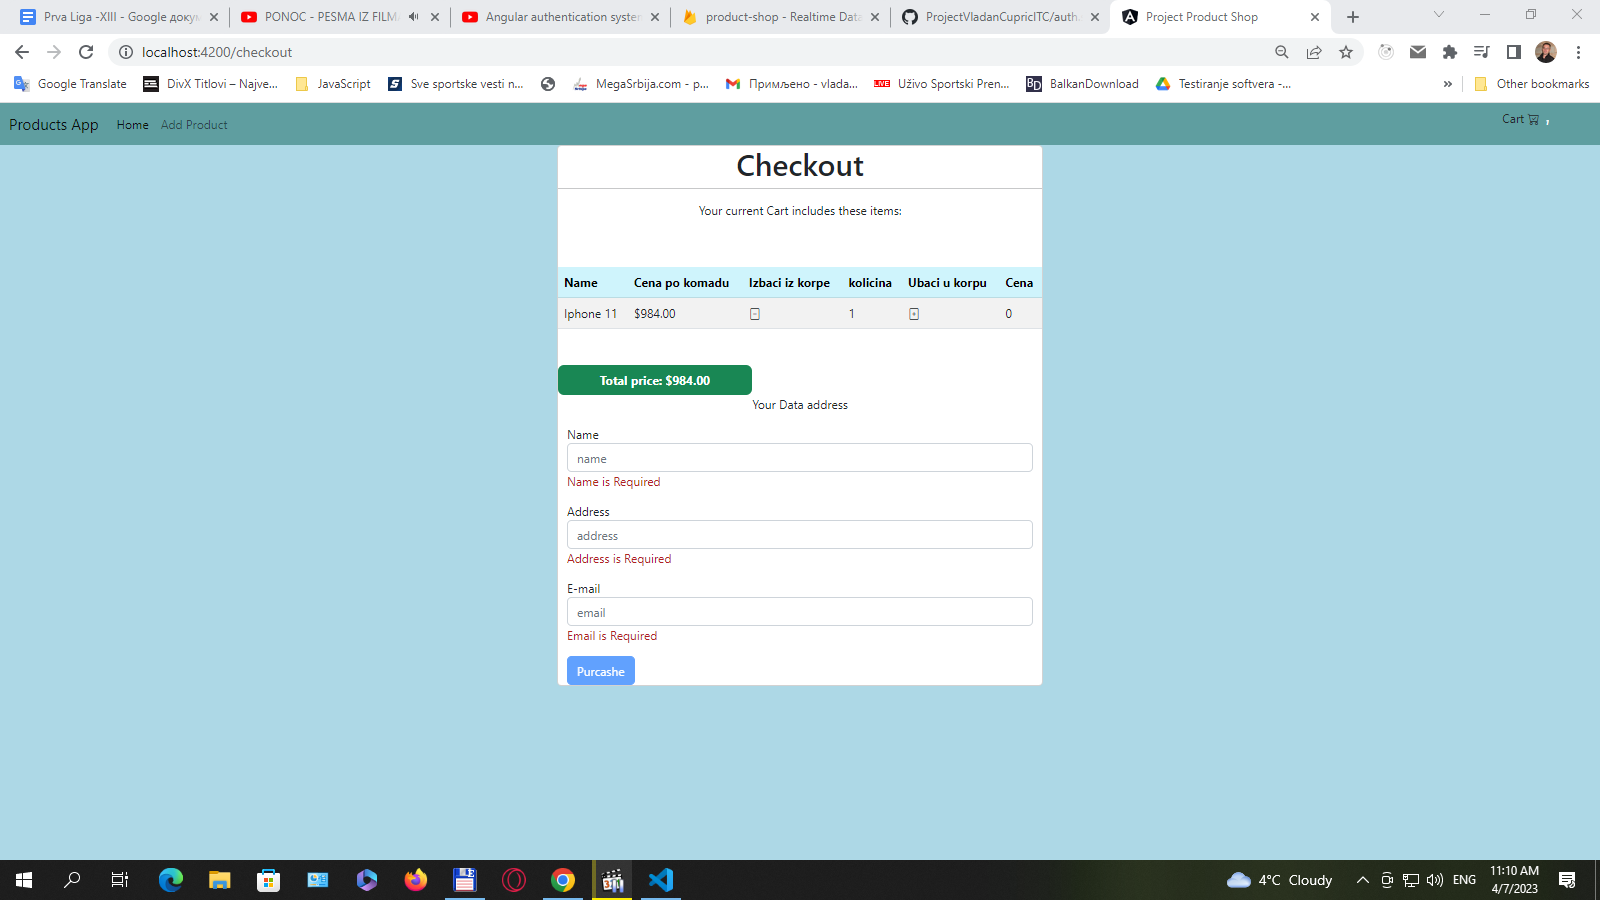 Prva Liga -XIII - Google докум
PONOC - PESMA IZ FILMA
Angular authentication system
product-shop - Realtime Data
ProjectVladanCupricITC/auth
Project Product Shop
localhost:4200/checkout
Google Translate
DivX Titlovi – Najve...
JavaScript
Sve sportske vesti n...
MegaSrbija.com - p...
Примљено - vlada...
LIVE
Uživo Sportski Pren...
BD
BalkanDownload
Testiranje softvera -...
»
Other bookmarks
Products App
Home
Add Product
Cart
,
Checkout
Your current Cart includes these items:
Name Cena po komadu Izbaci iz korpe kolicina Ubaci u korpu Cena
Iphone 11 $984.00 1 0
Total price: $984.00
Your Data address
Name
name
Name is Required
Address
address
Address is Required
E-mail
email
Email is Required
Purcashe
4°C Cloudy
ENG
11:10 AM
4/7/2023